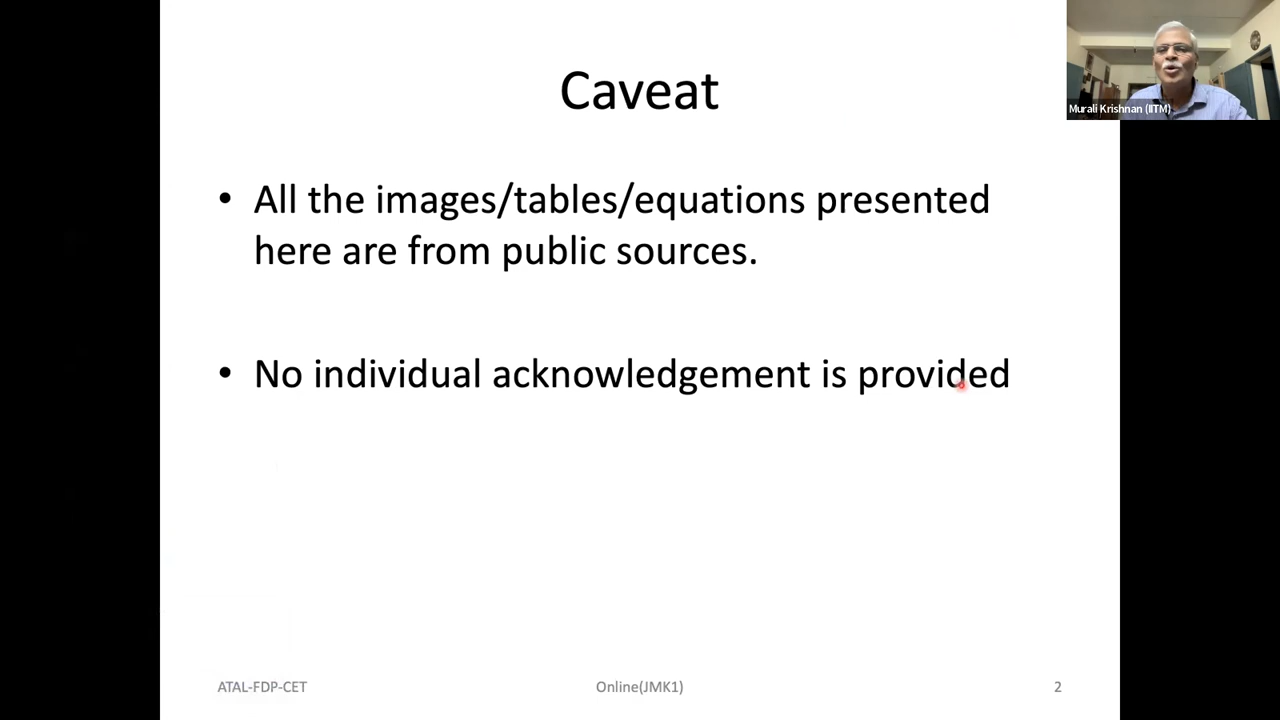 Caveat
Murali Krishnan (IITM)
• All the images/tables/equations presented
here are from public sources.
• No individual acknowledgement is provided
ATAL-FDP-CET
Online(JMK1)
2